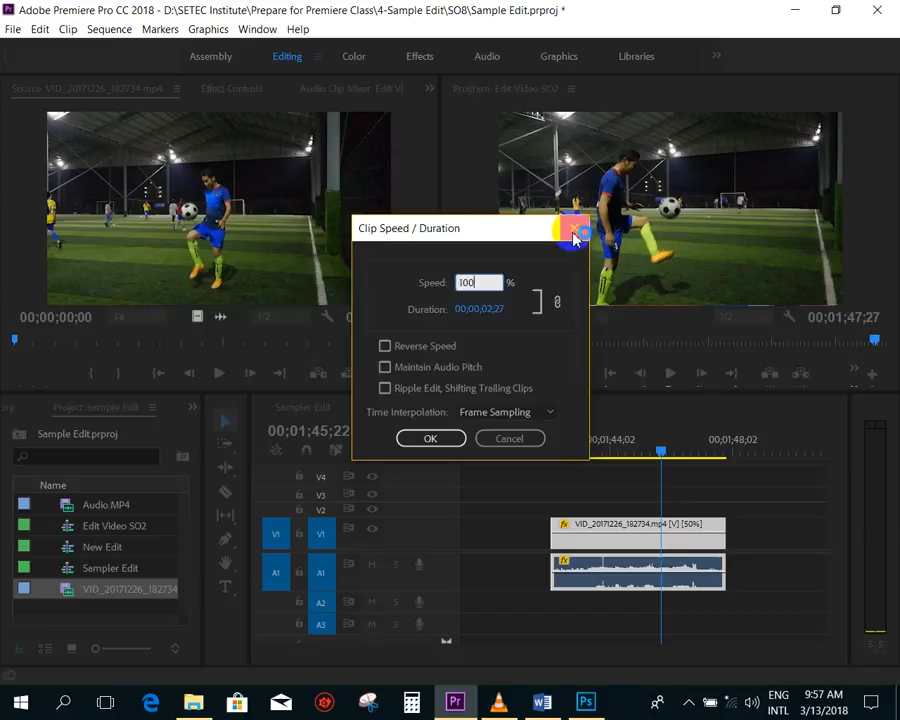 Adobe Premiere Pro CC 2018 - D:\SETEC Institute\Prepare for Premiere Class\4-Sample Edit\SO8\Sample Edit.prproj *
File Edit Clip Sequence Markers Graphics Window Help
Assembly Editing Color Effects Audio Graphics Libraries
Source: VID_20171226_182734.mp4 Effect Controls Audio Clip Mixer: Edit Vi Program: Edit Video SO2
Clip Speed / Duration
Speed: 100 %
Duration: 00;00;02;27
Reverse Speed
Maintain Audio Pitch
Ripple Edit, Shifting Trailing Clips
Time Interpolation: Frame Sampling
OK Cancel
00;00;00;00 Fit 1/2 1/2 00;01;47;27
Project: Sample Edit
Sample Edit.prproj
Name
Audio.MP4
Edit Video SO2
New Edit
Sampler Edit
VID_20171226_182734
Sampler Edit
00;01;45;22
00;01;44;02 00;01;48;02
V4
V3
V2
V1 V1 VID_20171226_182734.mp4 [V] [50%]
A1 A1 M S
A2 M S
A3 M S
S S
ENG 9:57 AM
INTL 3/13/2018